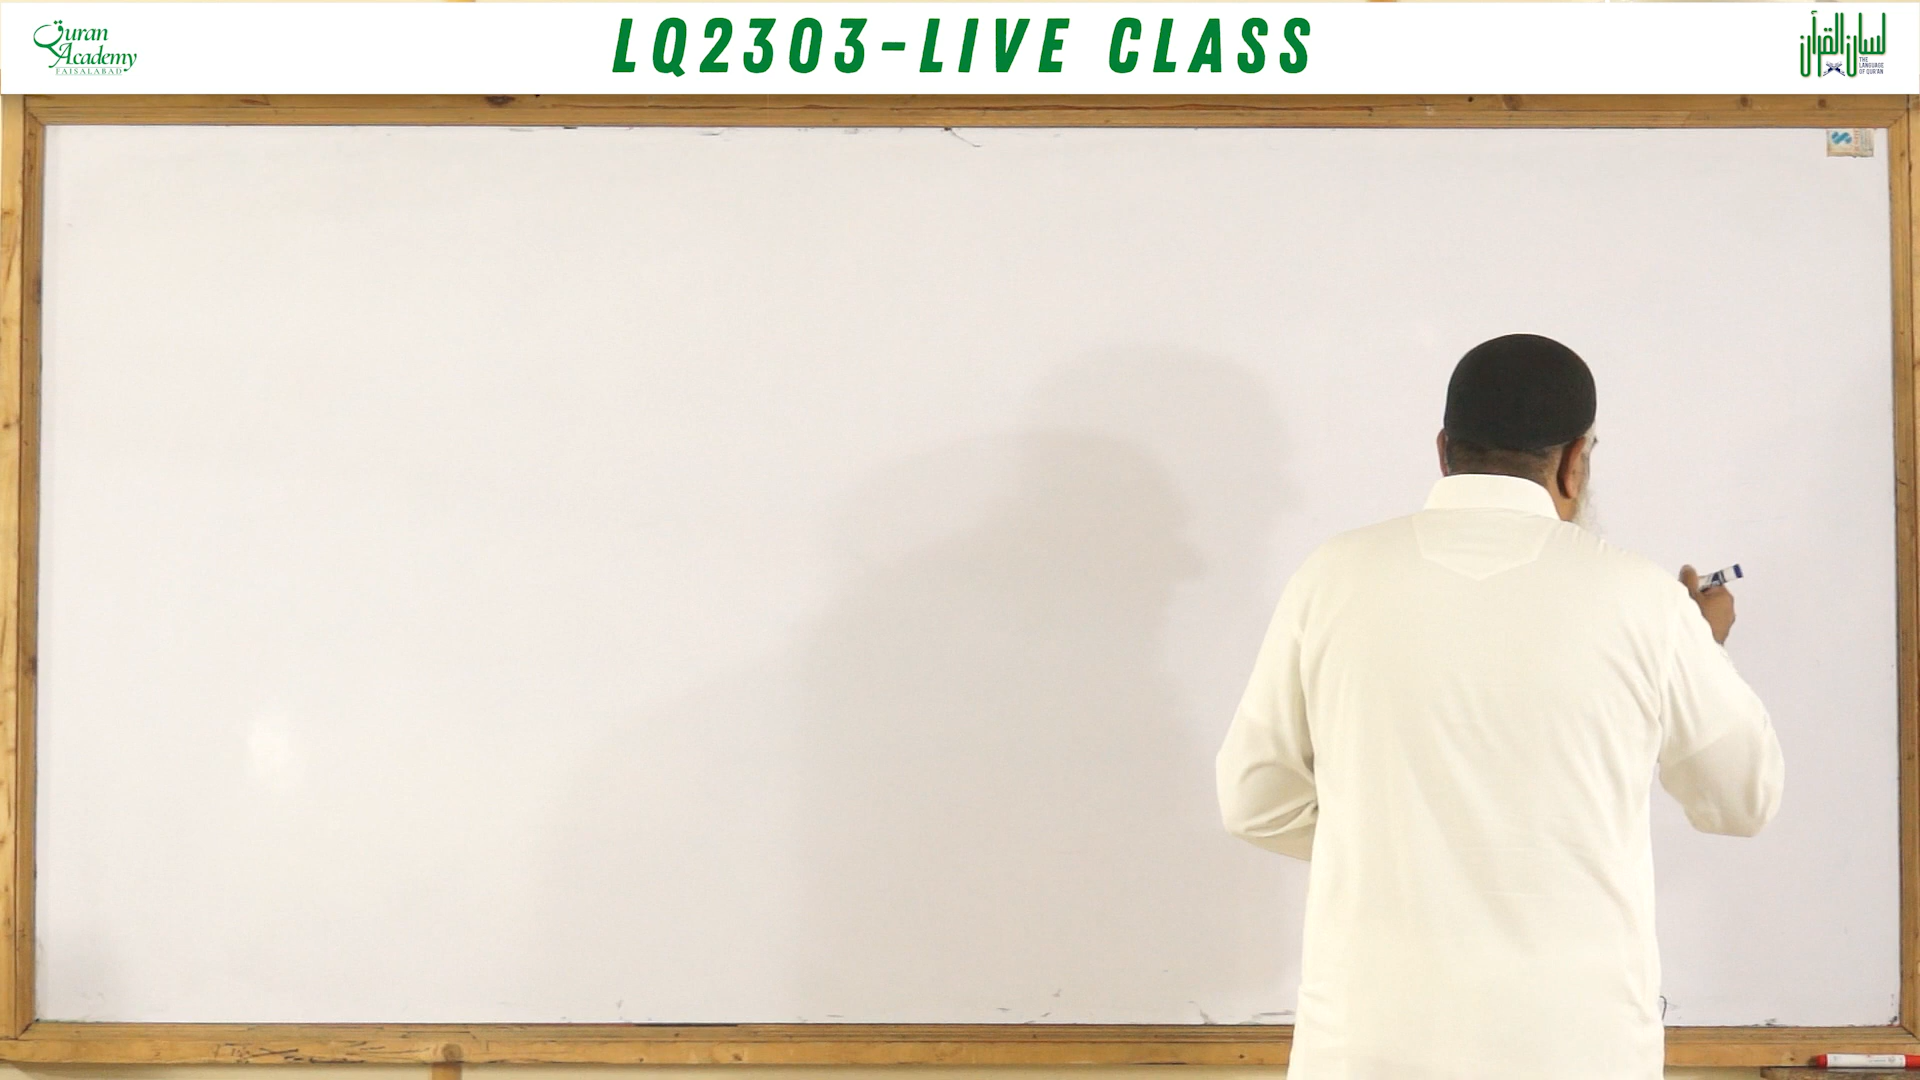 Quran
Academy
FAISALABAD
LQ2303-LIVE CLASS
لسان القرآن
THE
LANGUAGE
OF QUR'AN